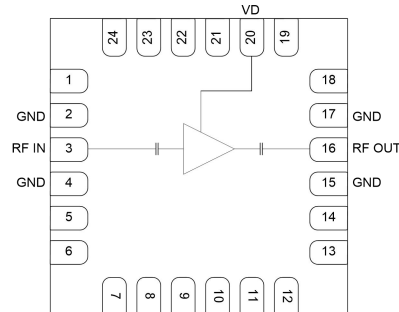 VD
24 23 22 21 20 19
1 18
GND 2 17 GND
RF IN 3 16 RF OUT
GND 4 15 GND
5 14
6 13
7 8 9 10 11 12